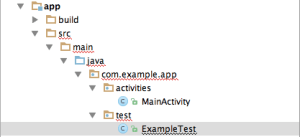 app
build
src
main
java
com.example.app
activities
MainActivity
test
ExampleTest